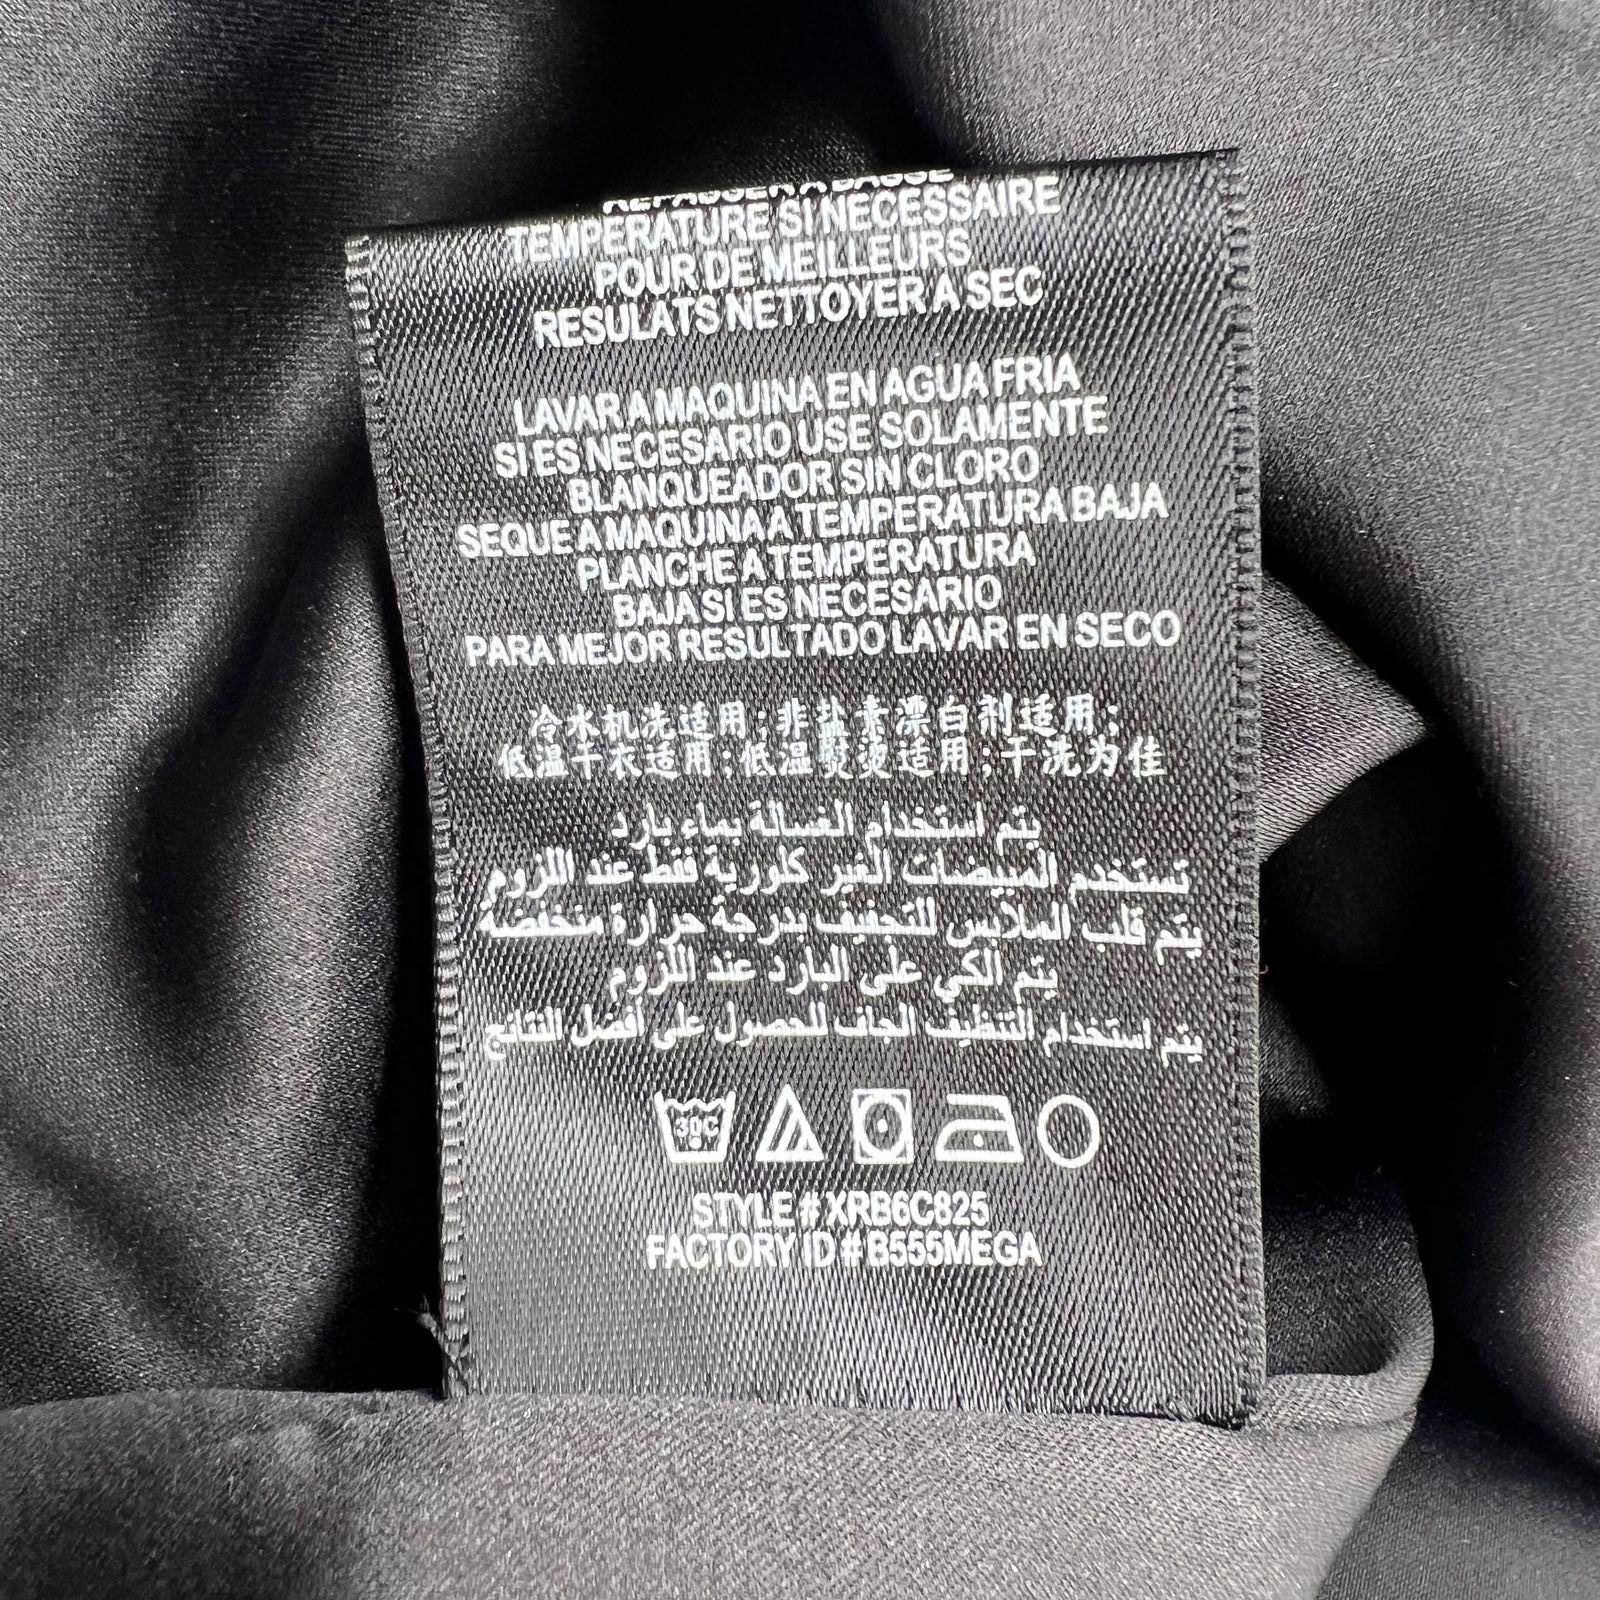 REPASSER A BASSE
TEMPERATURE SI NECESSAIRE
POUR DE MEILLEURS
RESULATS NETTOYER A SEC
LAVAR A MAQUINA EN AGUA FRIA
SI ES NECESARIO USE SOLAMENTE
BLANQUEADOR SIN CLORO
SEQUE A MAQUINA A TEMPERATURA BAJA
PLANCHE A TEMPERATURA
BAJA SI ES NECESARIO
PARA MEJOR RESULTADO LAVAR EN SECO
冷水机洗适用;非盐素漂白剂适用;
低温干衣适用;低温熨烫适用;干洗为佳
يتم استخدام الغسالة بماء بارد
تستخدم المبيضات الغير كلورية فقط عند اللزوم
يتم قلب الملابس للتجفيف بدرجة حرارة منخفضة
يتم الكي على البارد عند اللزوم
يتم استخدام التنظيف الجاف للحصول على أفضل النتائج
30C
STYLE # XRB6C825
FACTORY ID # B555MEGA